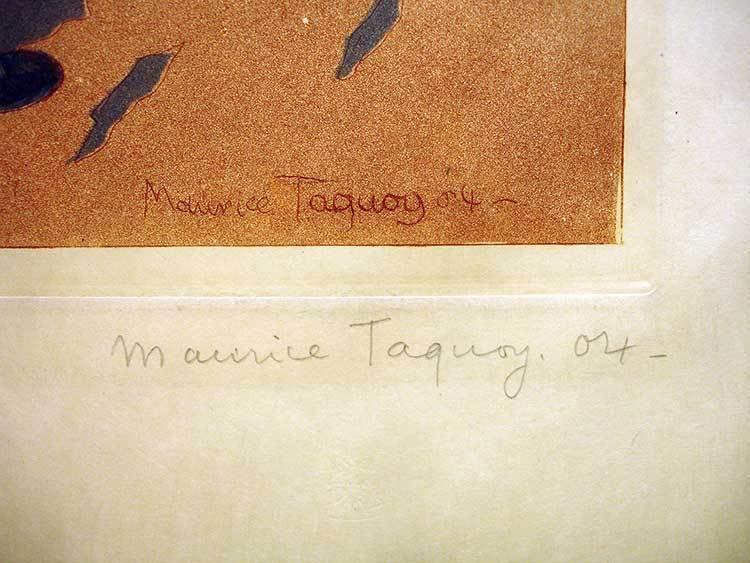 Maurice Taquoy 04 –
Maurice Taquoy. 04 –